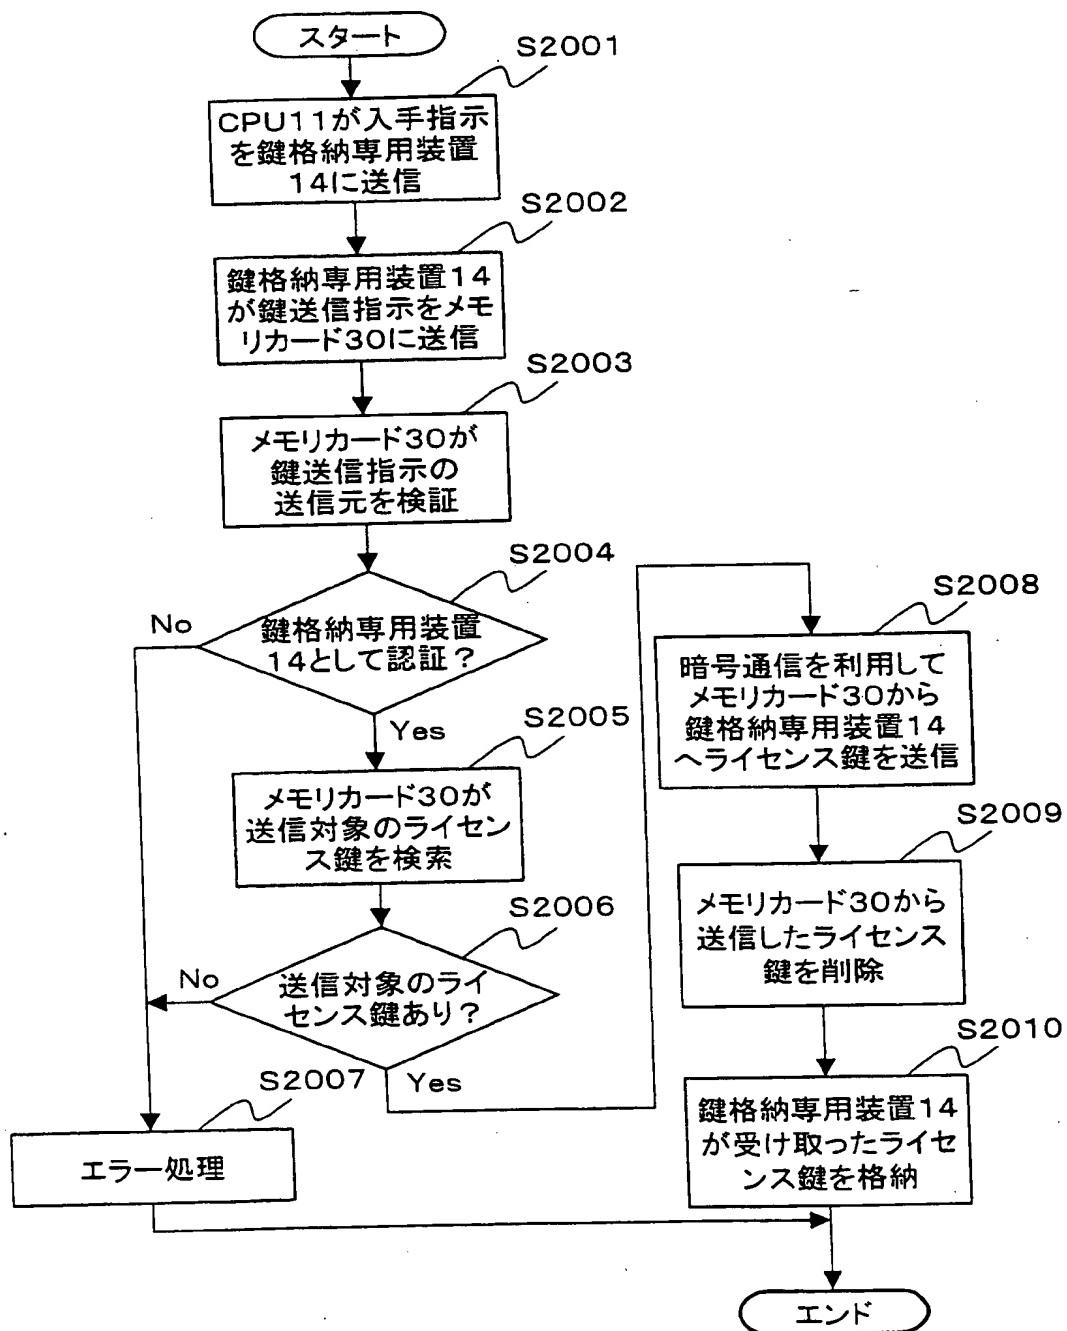 スタート
S2001
CPU11が入手指示
を鍵格納専用装置
14に送信
S2002
鍵格納専用装置14
が鍵送信指示をメモ
リカード30に送信
S2003
メモリカード30が
鍵送信指示の
送信元を検証
S2004
鍵格納専用装置
14として認証？
No
Yes
S2005
メモリカード30が
送信対象のライセン
ス鍵を検索
S2006
送信対象のライ
センス鍵あり？
No
Yes
S2007
エラー処理
S2008
暗号通信を利用して
メモリカード30から
鍵格納専用装置14
へライセンス鍵を送信
S2009
メモリカード30から
送信したライセンス
鍵を削除
S2010
鍵格納専用装置14
が受け取ったライセ
ンス鍵を格納
エンド